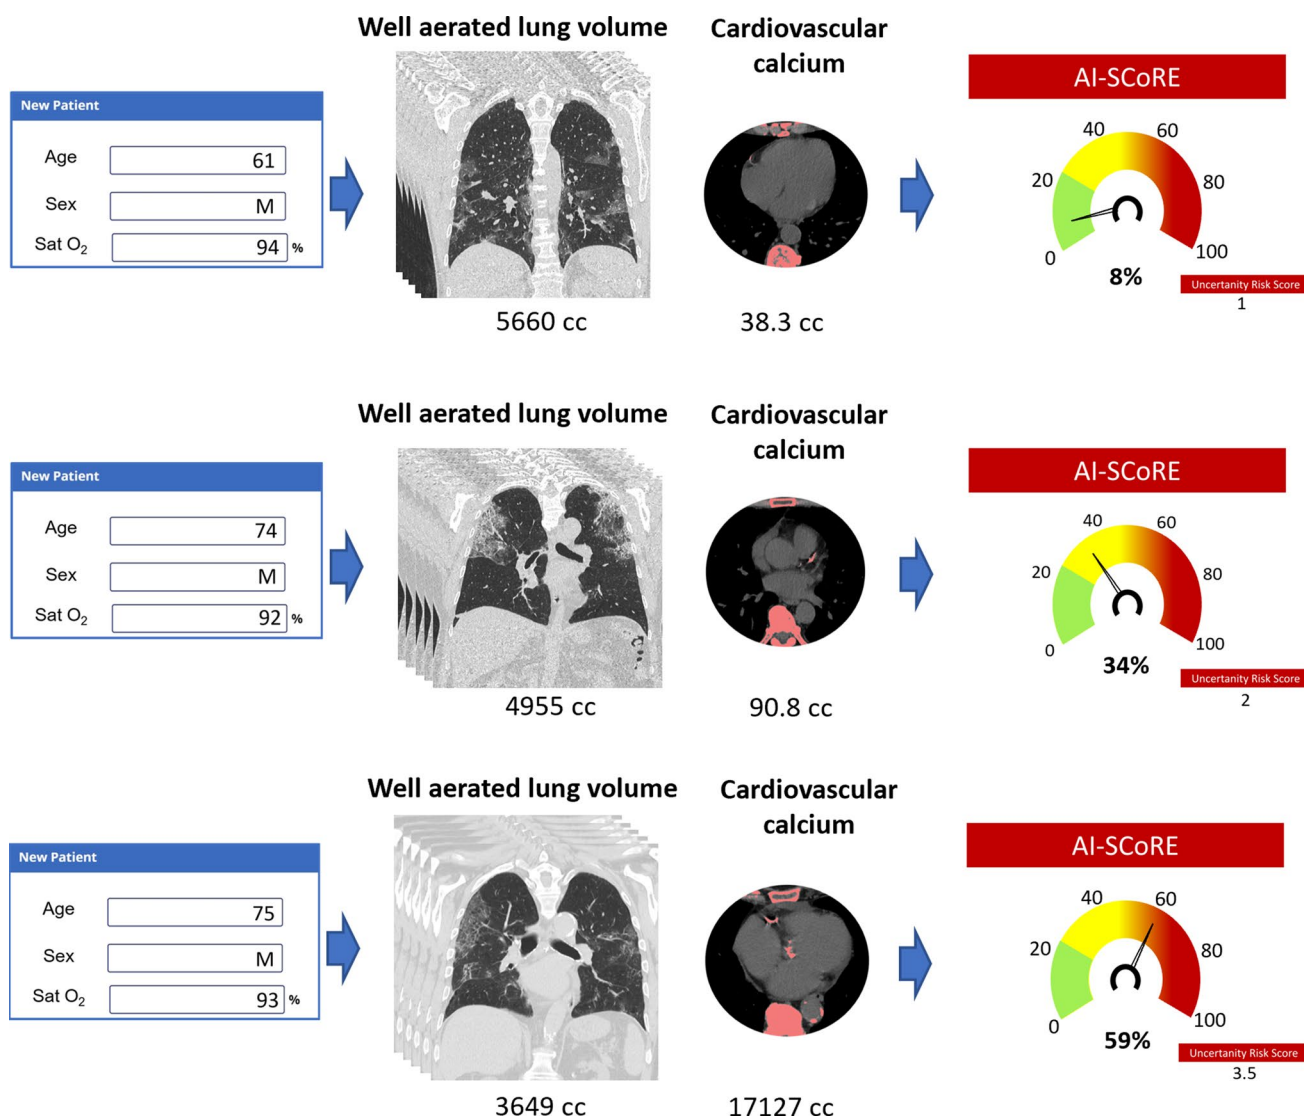 Well aerated lung volume
Cardiovascular
calcium
AI-SCoRE
New Patient
Age 61
Sex M
Sat O₂ 94 %
0
20
40
60
80
100
8%
Uncertanity Risk Score
1
5660 cc
38.3 cc
Well aerated lung volume
Cardiovascular
calcium
AI-SCoRE
New Patient
Age 74
Sex M
Sat O₂ 92 %
0
20
40
60
80
100
34%
Uncertanity Risk Score
2
4955 cc
90.8 cc
Well aerated lung volume
Cardiovascular
calcium
AI-SCoRE
New Patient
Age 75
Sex M
Sat O₂ 93 %
0
20
40
60
80
100
59%
Uncertanity Risk Score
3.5
3649 cc
17127 cc